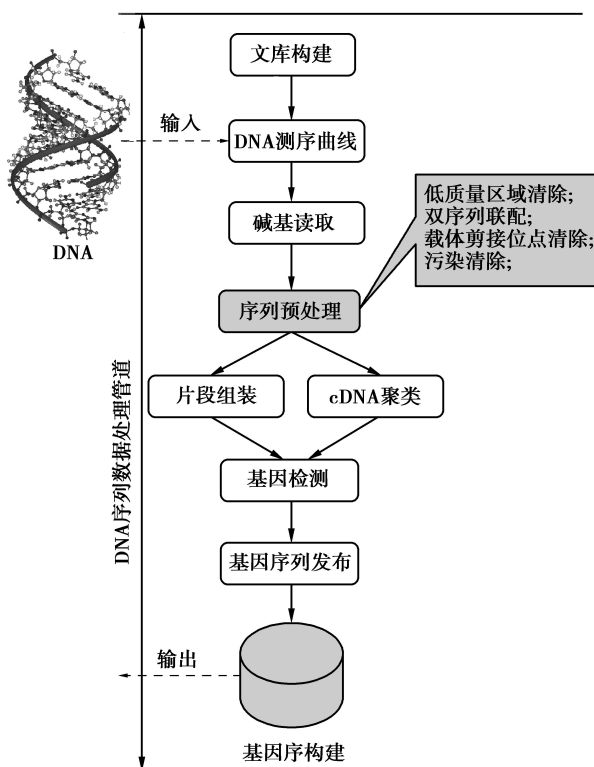 文库构建
输入
DNA测序曲线
DNA
碱基读取
低质量区域清除;
双序列联配;
载体剪接位点清除;
污染清除;
序列预处理
片段组装
cDNA聚类
DNA序列数据处理管道
基因检测
基因序列发布
输出
基因序构建